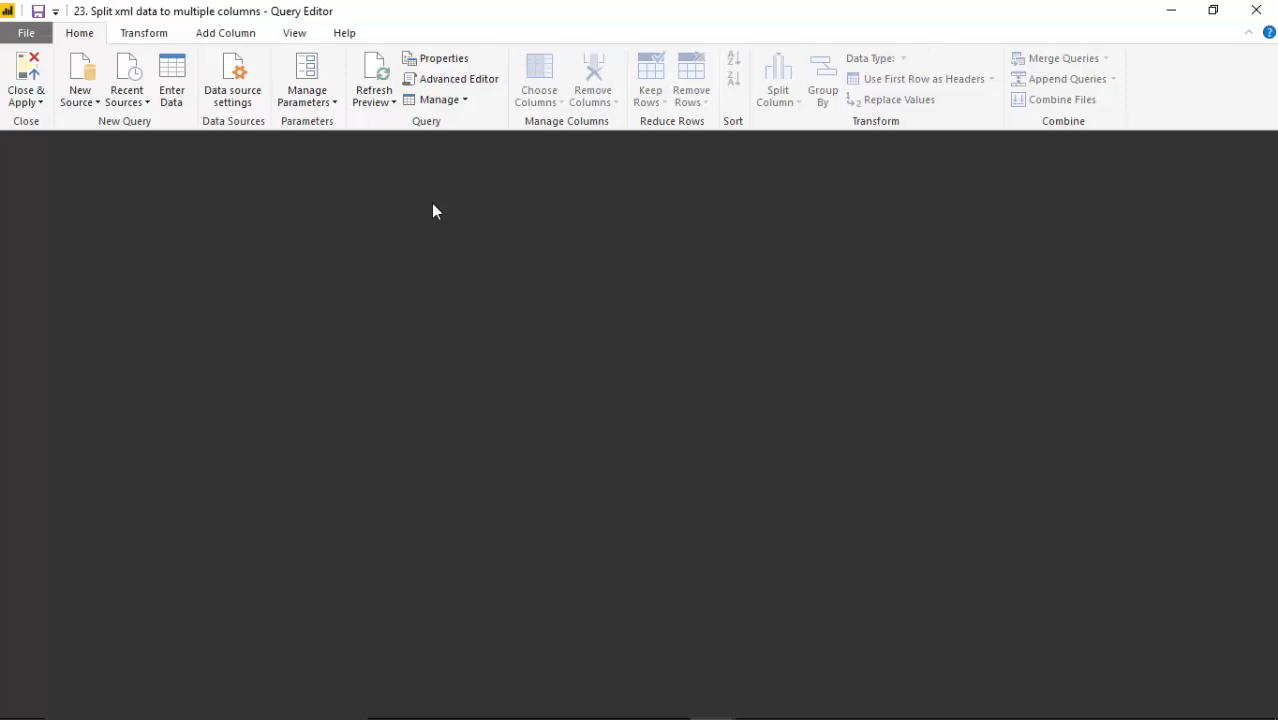 23. Split xml data to multiple columns - Query Editor
File Home Transform Add Column View Help
Close & Apply
Close
New Source
Recent Sources
Enter Data
New Query
Data source settings
Data Sources
Manage Parameters
Parameters
Refresh Preview
Properties
Advanced Editor
Manage
Query
Choose Columns
Remove Columns
Manage Columns
Keep Rows
Remove Rows
Reduce Rows
Sort
Split Column
Group By
Data Type:
Use First Row as Headers
Replace Values
Transform
Merge Queries
Append Queries
Combine Files
Combine